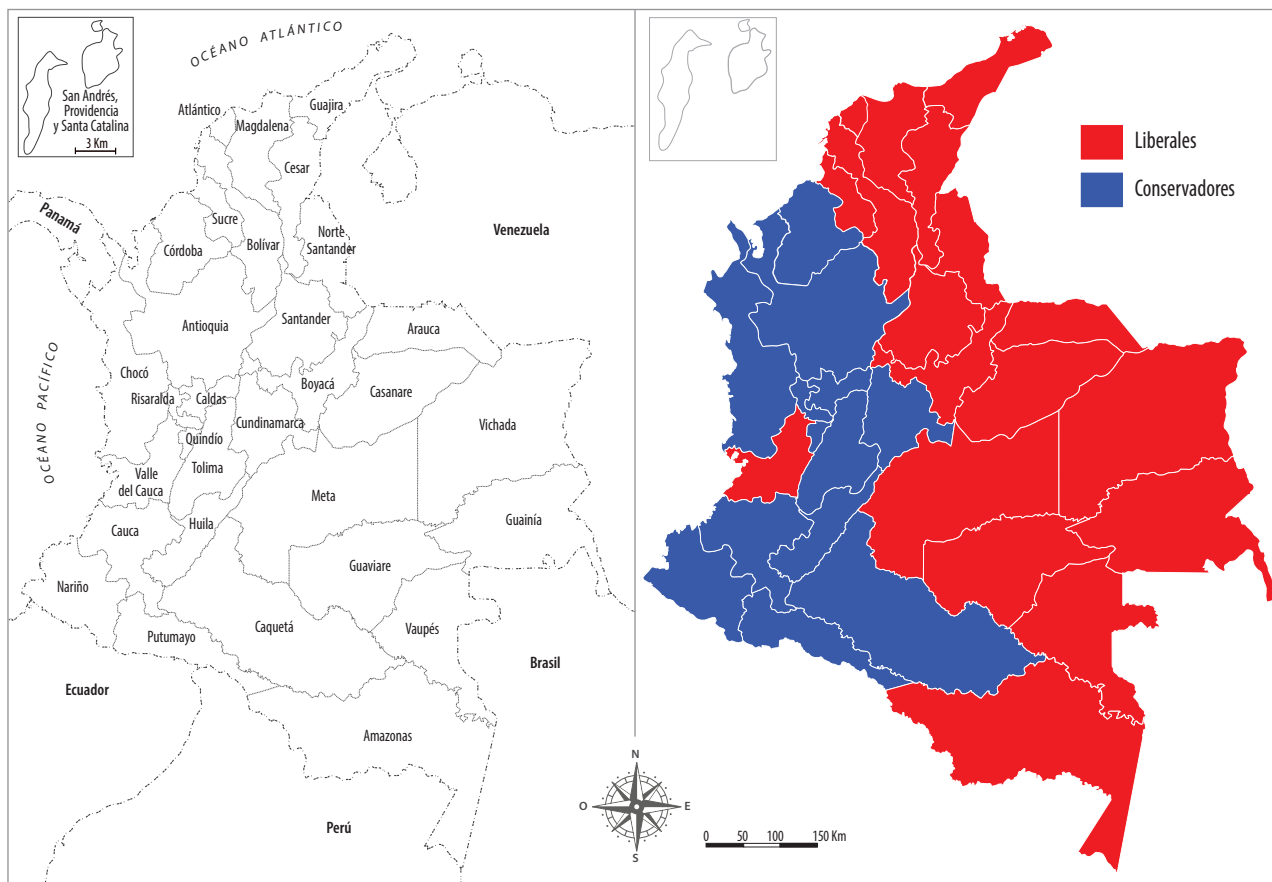 OCÉANO ATLÁNTICO
San Andrés,
Providencia
y Santa Catalina
3 Km
Guajira
Atlántico
Magdalena
Cesar
Panamá
Sucre
Norte
Santander
Venezuela
Córdoba
Bolívar
Antioquia
Santander
Arauca
OCÉANO PACÍFICO
Chocó
Boyacá
Casanare
Risaralda
Caldas
Cundinamarca
Vichada
Quindío
Tolima
Valle
del Cauca
Meta
Huila
Cauca
Guainía
Guaviare
Nariño
Caquetá
Vaupés
Putumayo
Brasil
Ecuador
Amazonas
Perú
Liberales
Conservadores
N
O
E
S
0 50 100 150 Km